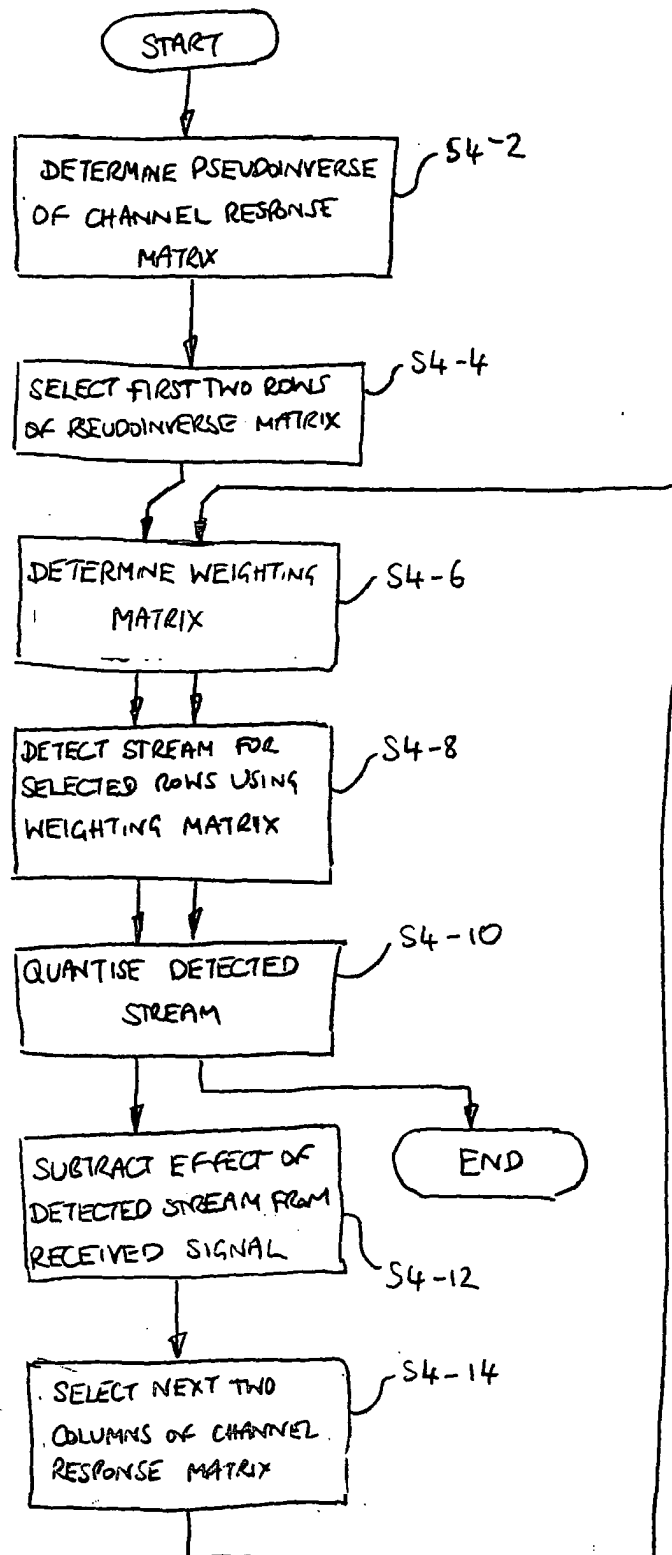 START
DETERMINE PSEUDOINVERSE
OF CHANNEL RESPONSE
MATRIX
S4-2
SELECT FIRST TWO ROWS
OF PSEUDOINVERSE MATRIX
S4-4
DETERMINE WEIGHTING
MATRIX
S4-6
DETECT STREAM FOR
SELECTED ROWS USING
WEIGHTING MATRIX
S4-8
QUANTISE DETECTED
STREAM
S4-10
END
SUBTRACT EFFECT OF
DETECTED STREAM FROM
RECEIVED SIGNAL
S4-12
SELECT NEXT TWO
COLUMNS OF CHANNEL
RESPONSE MATRIX
S4-14